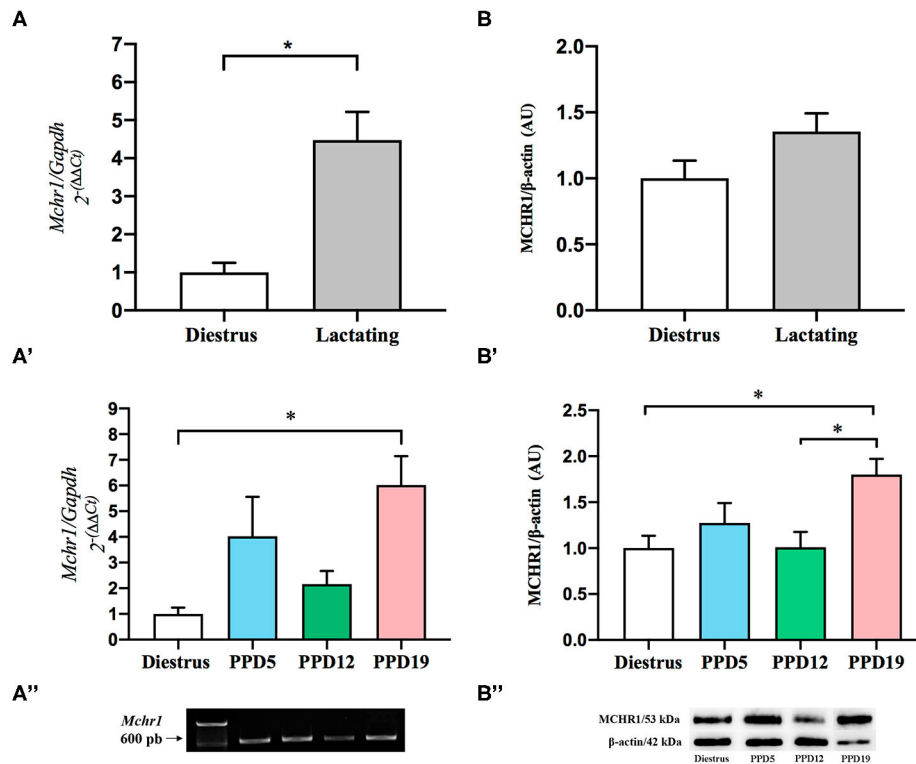 A
7
6
5
4
3
2
1
0
Mchr1/Gapdh
2-(ΔΔCt)
*
Diestrus Lactating
B
2.0
1.5
1.0
0.5
0.0
MCHR1/β-actin (AU)
Diestrus Lactating
A'
9
8
7
6
5
4
3
2
1
0
Mchr1/Gapdh
2-(ΔΔCt)
*
Diestrus PPD5 PPD12 PPD19
B'
2.5
2.0
1.5
1.0
0.5
0.0
MCHR1/β-actin (AU)
*
*
Diestrus PPD5 PPD12 PPD19
A''
Mchr1
600 pb →
B''
MCHR1/53 kDa
β-actin/42 kDa
Diestrus PPD5 PPD12 PPD19